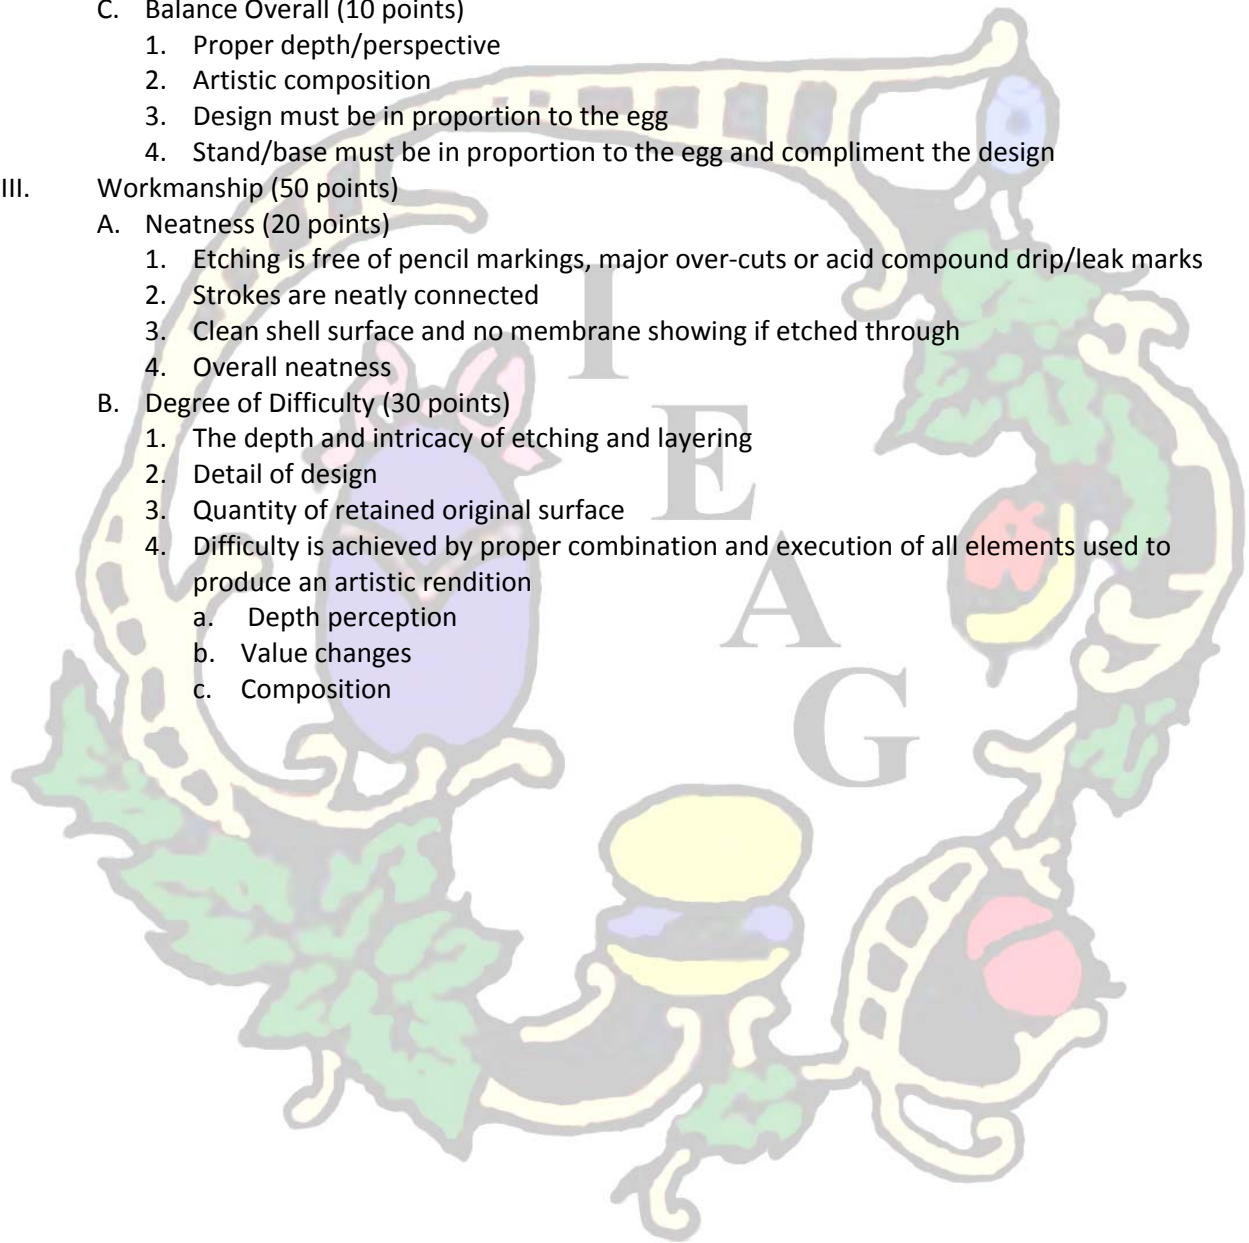 C. Balance Overall (10 points)
1. Proper depth/perspective
2. Artistic composition
3. Design must be in proportion to the egg
4. Stand/base must be in proportion to the egg and compliment the design
III. Workmanship (50 points)
A. Neatness (20 points)
1. Etching is free of pencil markings, major over-cuts or acid compound drip/leak marks
2. Strokes are neatly connected
3. Clean shell surface and no membrane showing if etched through
4. Overall neatness
B. Degree of Difficulty (30 points)
1. The depth and intricacy of etching and layering
2. Detail of design
3. Quantity of retained original surface
4. Difficulty is achieved by proper combination and execution of all elements used to
produce an artistic rendition
a. Depth perception
b. Value changes
c. Composition
I
E
A
G